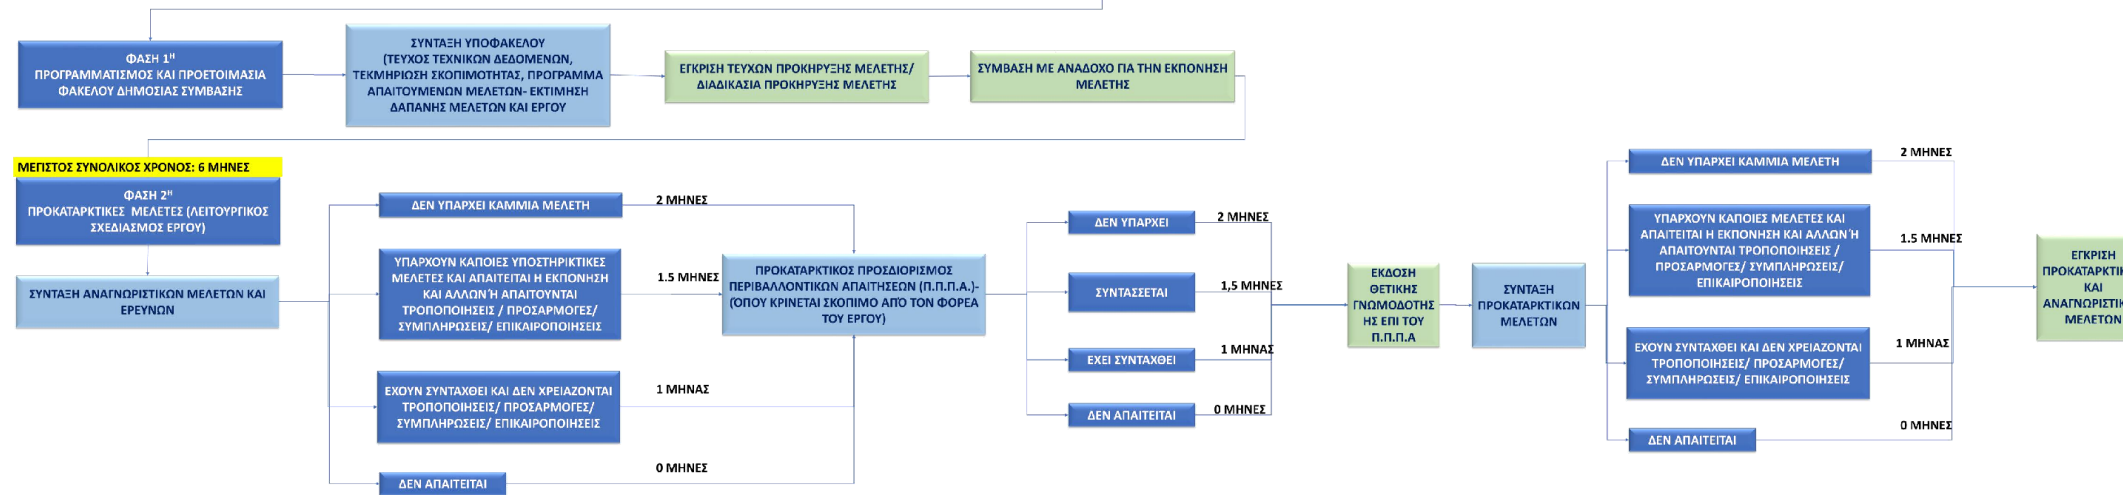 ΦΑΣΗ 1Η
ΠΡΟΓΡΑΜΜΑΤΙΣΜΟΣ ΚΑΙ ΠΡΟΕΤΟΙΜΑΣΙΑ
ΦΑΚΕΛΟΥ ΔΗΜΟΣΙΑΣ ΣΥΜΒΑΣΗΣ
ΣΥΝΤΑΞΗ ΥΠΟΦΑΚΕΛΟΥ
(ΤΕΥΧΟΣ ΤΕΧΝΙΚΩΝ ΔΕΔΟΜΕΝΩΝ,
ΤΕΚΜΗΡΙΩΣΗ ΣΚΟΠΙΜΟΤΗΤΑΣ, ΠΡΟΓΡΑΜΜΑ
ΑΠΑΙΤΟΥΜΕΝΩΝ ΜΕΛΕΤΩΝ- ΕΚΤΙΜΗΣΗ
ΔΑΠΑΝΗΣ ΜΕΛΕΤΩΝ ΚΑΙ ΕΡΓΟΥ
ΕΓΚΡΙΣΗ ΤΕΥΧΩΝ ΠΡΟΚΗΡΥΞΗΣ ΜΕΛΕΤΗΣ/
ΔΙΑΔΙΚΑΣΙΑ ΠΡΟΚΗΡΥΞΗΣ ΜΕΛΕΤΗΣ
ΣΥΜΒΑΣΗ ΜΕ ΑΝΑΔΟΧΟ ΓΙΑ ΤΗΝ ΕΚΠΟΝΗΣΗ
ΜΕΛΕΤΗΣ
ΜΕΓΙΣΤΟΣ ΣΥΝΟΛΙΚΟΣ ΧΡΟΝΟΣ: 6 ΜΗΝΕΣ
ΦΑΣΗ 2Η
ΠΡΟΚΑΤΑΡΚΤΙΚΕΣ ΜΕΛΕΤΕΣ (ΛΕΙΤΟΥΡΓΙΚΟΣ
ΣΧΕΔΙΑΣΜΟΣ ΕΡΓΟΥ)
ΣΥΝΤΑΞΗ ΑΝΑΓΝΩΡΙΣΤΙΚΩΝ ΜΕΛΕΤΩΝ ΚΑΙ
ΕΡΕΥΝΩΝ
ΔΕΝ ΥΠΑΡΧΕΙ ΚΑΜΜΙΑ ΜΕΛΕΤΗ
2 ΜΗΝΕΣ
ΥΠΑΡΧΟΥΝ ΚΑΠΟΙΕΣ ΥΠΟΣΤΗΡΙΚΤΙΚΕΣ
ΜΕΛΕΤΕΣ ΚΑΙ ΑΠΑΙΤΕΙΤΑΙ Η ΕΚΠΟΝΗΣΗ
ΚΑΙ ΑΛΛΩΝ Ή ΑΠΑΙΤΟΥΝΤΑΙ
ΤΡΟΠΟΠΟΙΗΣΕΙΣ / ΠΡΟΣΑΡΜΟΓΕΣ/
ΣΥΜΠΛΗΡΩΣΕΙΣ/ ΕΠΙΚΑΙΡΟΠΟΙΗΣΕΙΣ
1.5 ΜΗΝΕΣ
ΕΧΟΥΝ ΣΥΝΤΑΧΘΕΙ ΚΑΙ ΔΕΝ ΧΡΕΙΑΖΟΝΤΑΙ
ΤΡΟΠΟΠΟΙΗΣΕΙΣ/ ΠΡΟΣΑΡΜΟΓΕΣ/
ΣΥΜΠΛΗΡΩΣΕΙΣ/ ΕΠΙΚΑΙΡΟΠΟΙΗΣΕΙΣ
1 ΜΗΝΑΣ
ΔΕΝ ΑΠΑΙΤΕΙΤΑΙ
0 ΜΗΝΕΣ
ΠΡΟΚΑΤΑΡΚΤΙΚΟΣ ΠΡΟΣΔΙΟΡΙΣΜΟΣ
ΠΕΡΙΒΑΛΛΟΝΤΙΚΩΝ ΑΠΑΙΤΗΣΕΩΝ (Π.Π.Π.Α.)-
(ΌΠΟΥ ΚΡΙΝΕΤΑΙ ΣΚΟΠΙΜΟ ΑΠΌ ΤΟΝ ΦΟΡΕΑ
ΤΟΥ ΕΡΓΟΥ)
ΔΕΝ ΥΠΑΡΧΕΙ
2 ΜΗΝΕΣ
ΣΥΝΤΑΣΣΕΤΑΙ
1,5 ΜΗΝΕΣ
ΕΧΕΙ ΣΥΝΤΑΧΘΕΙ
1 ΜΗΝΑΣ
ΔΕΝ ΑΠΑΙΤΕΙΤΑΙ
0 ΜΗΝΕΣ
ΕΚΔΟΣΗ
ΘΕΤΙΚΗΣ
ΓΝΩΜΟΔΟΤΗΣ
ΗΣ ΕΠΙ ΤΟΥ
Π.Π.Π.Α
ΣΥΝΤΑΞΗ
ΠΡΟΚΑΤΑΡΚΤΙΚΩΝ
ΜΕΛΕΤΩΝ
ΔΕΝ ΥΠΑΡΧΕΙ ΚΑΜΜΙΑ ΜΕΛΕΤΗ
2 ΜΗΝΕΣ
ΥΠΑΡΧΟΥΝ ΚΑΠΟΙΕΣ ΜΕΛΕΤΕΣ ΚΑΙ
ΑΠΑΙΤΕΙΤΑΙ Η ΕΚΠΟΝΗΣΗ ΚΑΙ ΑΛΛΩΝ Ή
ΑΠΑΙΤΟΥΝΤΑΙ ΤΡΟΠΟΠΟΙΗΣΕΙΣ /
ΠΡΟΣΑΡΜΟΓΕΣ/ ΣΥΜΠΛΗΡΩΣΕΙΣ/
ΕΠΙΚΑΙΡΟΠΟΙΗΣΕΙΣ
1.5 ΜΗΝΕΣ
ΕΧΟΥΝ ΣΥΝΤΑΧΘΕΙ ΚΑΙ ΔΕΝ ΧΡΕΙΑΖΟΝΤΑΙ
ΤΡΟΠΟΠΟΙΗΣΕΙΣ/ ΠΡΟΣΑΡΜΟΓΕΣ/
ΣΥΜΠΛΗΡΩΣΕΙΣ/ ΕΠΙΚΑΙΡΟΠΟΙΗΣΕΙΣ
1 ΜΗΝΑΣ
ΔΕΝ ΑΠΑΙΤΕΙΤΑΙ
0 ΜΗΝΕΣ
ΕΓΚΡΙΣΗ
ΚΑΙ
ΜΕΛΕΤΩΝ